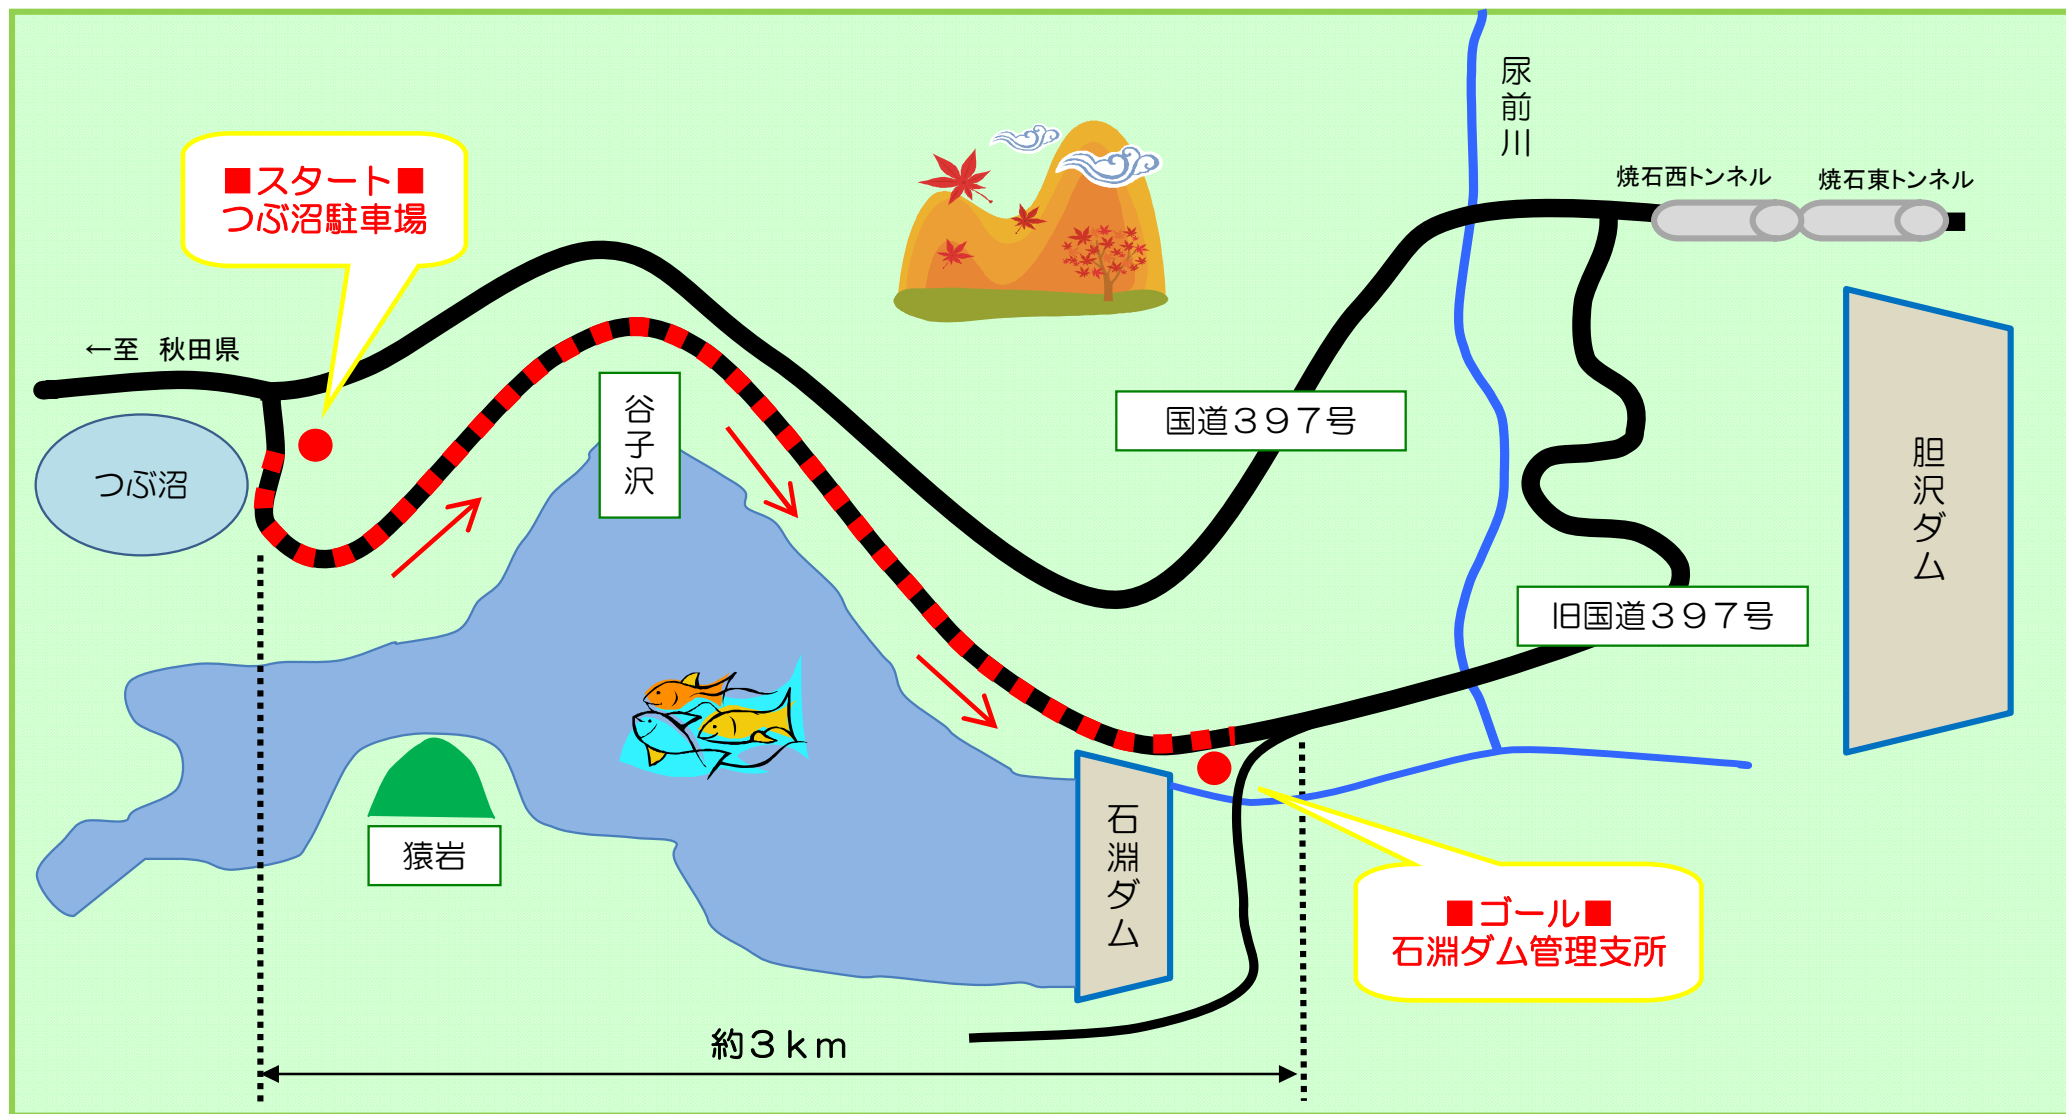 尿前川
■スタート■
つぶ沼駐車場
焼石西トンネル
焼石東トンネル
←至　秋田県
谷子沢
国道３９７号
つぶ沼
胆沢ダム
旧国道３９７号
石淵ダム
猿岩
■ゴール■
石淵ダム管理支所
約３ｋｍ